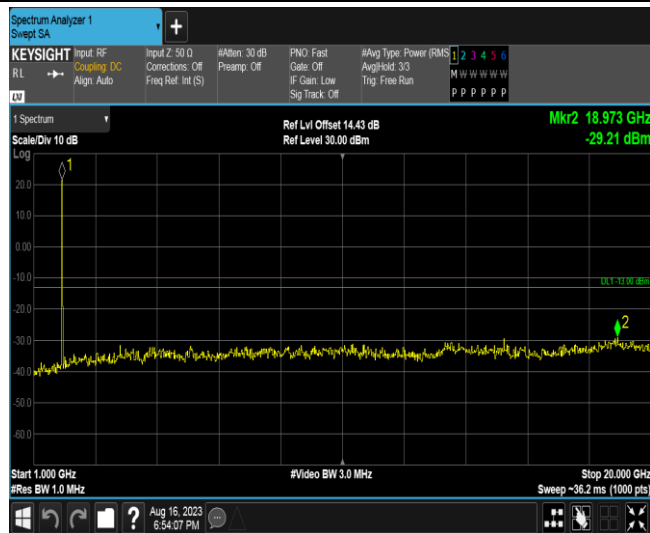 Spectrum Analyzer 1
Swept SA
+
KEYSIGHT
RL
LXI
Input: RF
Coupling: DC
Align: Auto
Input Z: 50 Ω
Corrections: Off
Freq Ref: Int (S)
#Atten: 30 dB
Preamp: Off
PNO: Fast
Gate: Off
IF Gain: Low
Sig Track: Off
#Avg Type: Power (RMS
Avg|Hold: 3/3
Trig: Free Run
1 2 3 4 5 6
M W W W W W
P P P P P P
1 Spectrum
Scale/Div 10 dB
Log
Ref Lvl Offset 14.43 dB
Ref Level 30.00 dBm
Mkr2 18.973 GHz
-29.21 dBm
1
20.0
10.0
0.00
-10.0
DL1 -13.00 dBm
-20.0
2
-30.0
-40.0
-50.0
-60.0
Start 1.000 GHz
#Res BW 1.0 MHz
#Video BW 3.0 MHz
Stop 20.000 GHz
Sweep ~36.2 ms (1000 pts)
?
Aug 16, 2023
6:54:07 PM